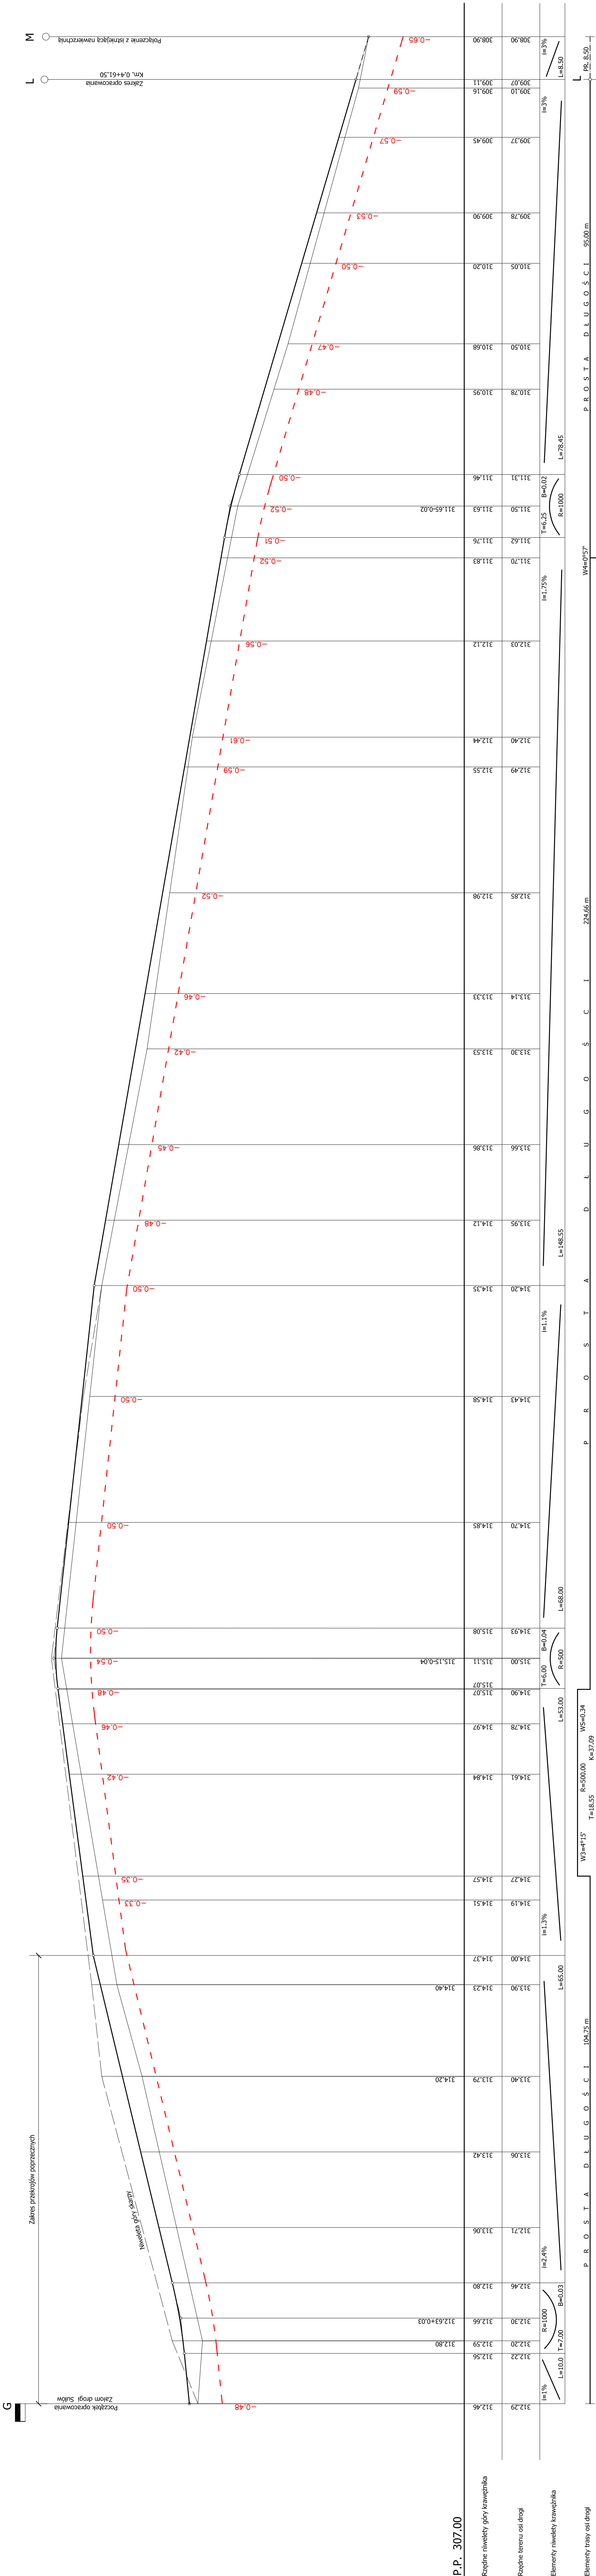 G
Początek opracowania
Załom drogi Sułów
Zakres przekrojów poprzecznych
Niweleta góry skarpy
Zakres opracowania
Km. 0,4+61.50
L
Połączenie z istniejącą nawierzchnią
M
−0.48
−0.33
−0.35
−0.42
−0.46
−0.48
−0.54
−0.50
−0.50
−0.50
−0.50
−0.48
−0.45
−0.42
−0.46
−0.52
−0.59
−0.61
−0.56
−0.52
−0.51
−0.52
−0.50
−0.48
−0.47
−0.50
−0.53
−0.57
−0.59
−0.65
312.80
312.63+0.03
314.20
314.40
315.15-0.04
311.65-0.02
P.P. 307.00
Rzędne niwelety góry krawężnika
312.46
312.56
312.59
312.66
312.80
313.06
313.42
313.79
314.23
314.37
314.51
314.57
314.84
314.97
315.07
315.07
315.11
315.08
314.85
314.58
314.35
314.12
313.86
313.53
313.33
312.98
312.55
312.44
312.12
311.83
311.76
311.63
311.46
310.95
310.68
310.20
309.90
309.45
309.16
309.11
308.90
Rzędne terenu osi drogi
312.29
312.22
312.20
312.30
312.46
312.71
313.06
313.40
313.90
314.00
314.19
314.27
314.61
314.78
314.90
315.00
314.93
314.70
314.43
314.20
313.95
313.66
313.30
313.14
312.85
312.49
312.40
312.03
311.70
311.62
311.50
311.31
310.78
310.50
310.05
309.78
309.37
309.10
309.07
308.90
Elementy niwelety krawężnika
i=1%
L=10.0
T=7.00
R=1000
B=0.03
i=2,4%
L=65.00
i=1.3%
L=53.00
T=6.00
R=500
B=0.04
L=68.00
i=1,1%
L=148.55
i=1,75%
T=6,25
R=1000
B=0,02
L=78.45
i=3%
i=3%
L=8.50
Elementy trasy osi drogi
PROSTA DŁUGOŚCI 104,75 m
W3=4°15'
T=18.55
R=500,00
K=37,09
WS=0.34
PROSTA DŁUGOŚCI 224,66 m
W4=0°57'
PROSTA DŁUGOŚCI 95,00 m
L
PR. 8,50